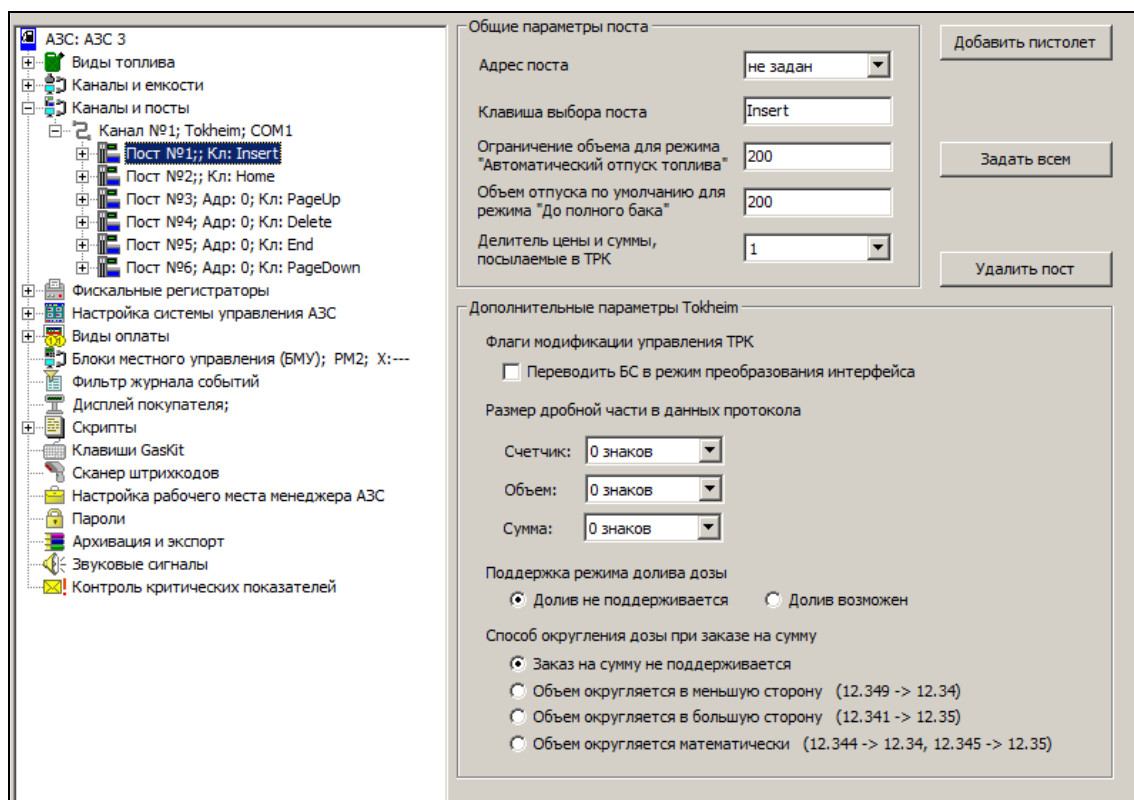 АЗС: АЗС 3
Виды топлива
Каналы и емкости
Каналы и посты
Канал №1; Tokheim; COM1
Пост №1;; Кл: Insert
Пост №2;; Кл: Home
Пост №3; Адр: 0; Кл: PageUp
Пост №4; Адр: 0; Кл: Delete
Пост №5; Адр: 0; Кл: End
Пост №6; Адр: 0; Кл: PageDown
Фискальные регистраторы
Настройка системы управления АЗС
Виды оплаты
Блоки местного управления (БМУ); РМ2; X:---
Фильтр журнала событий
Дисплей покупателя;
Скрипты
Клавиши GasKit
Сканер штрихкодов
Настройка рабочего места менеджера АЗС
Пароли
Архивация и экспорт
Звуковые сигналы
Контроль критических показателей
Общие параметры поста
Адрес поста не задан
Клавиша выбора поста Insert
Ограничение объема для режима
"Автоматический отпуск топлива" 200
Объем отпуска по умолчанию для
режима "До полного бака" 200
Делитель цены и суммы,
посылаемые в ТРК 1
Добавить пистолет
Задать всем
Удалить пост
Дополнительные параметры Tokheim
Флаги модификации управления ТРК
Переводить БС в режим преобразования интерфейса
Размер дробной части в данных протокола
Счетчик: 0 знаков
Объем: 0 знаков
Сумма: 0 знаков
Поддержка режима долива дозы
Долив не поддерживается Долив возможен
Способ округления дозы при заказе на сумму
Заказ на сумму не поддерживается
Объем округляется в меньшую сторону (12.349 -> 12.34)
Объем округляется в большую сторону (12.341 -> 12.35)
Объем округляется математически (12.344 -> 12.34, 12.345 -> 12.35)